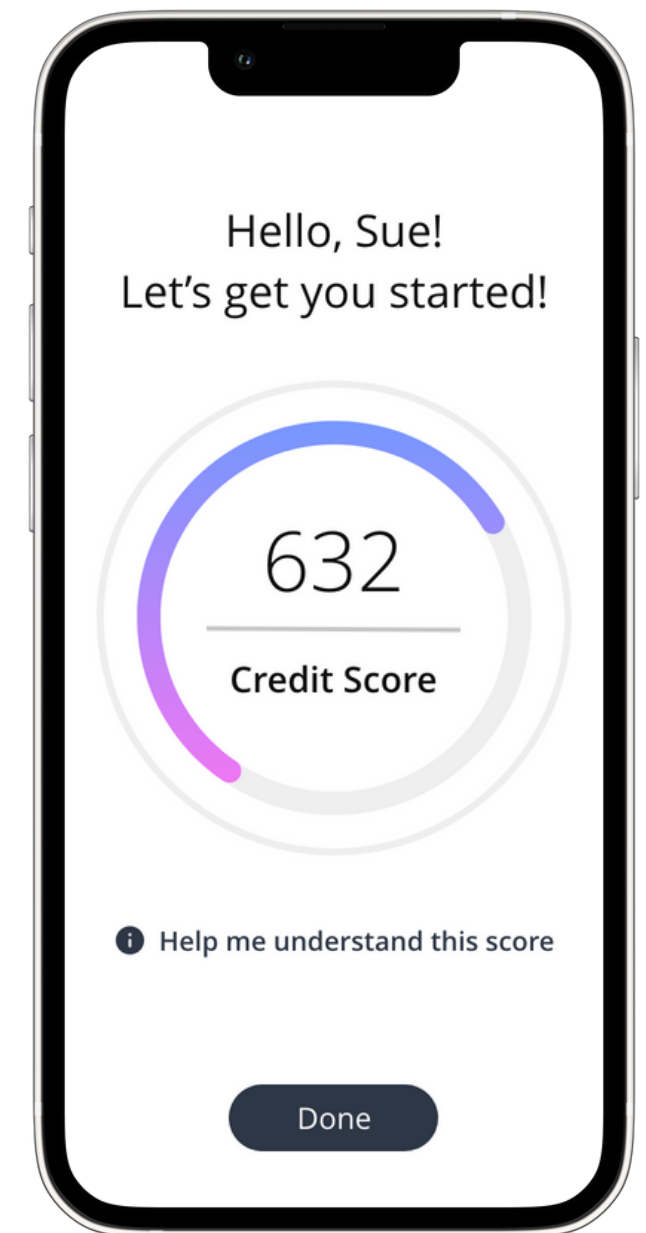 Hello, Sue!
Let’s get you started!
632
Credit Score
Help me understand this score
Done